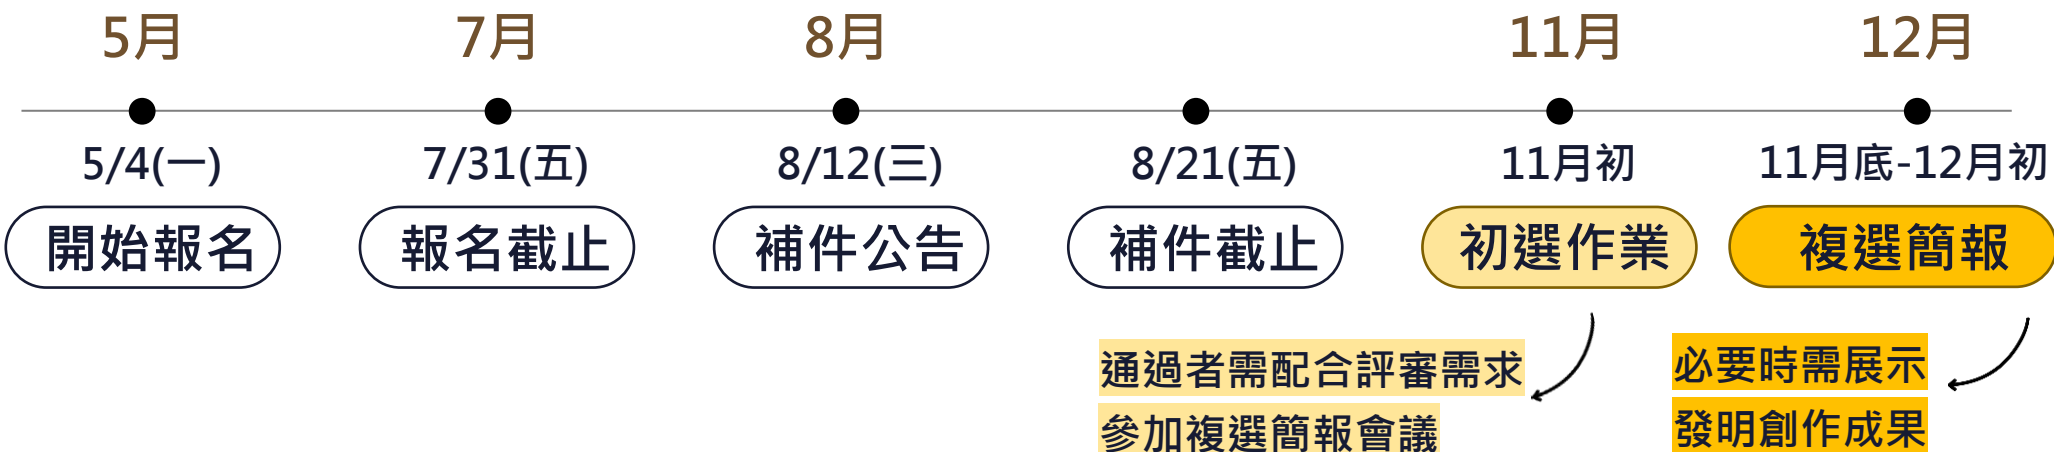 5月 7月 8月 11月 12月
5/4(一) 7/31(五) 8/12(三) 8/21(五) 11月初 11月底-12月初
開始報名 報名截止 補件公告 補件截止 初選作業 複選簡報
通過者需配合評審需求
參加複選簡報會議
必要時需展示
發明創作成果